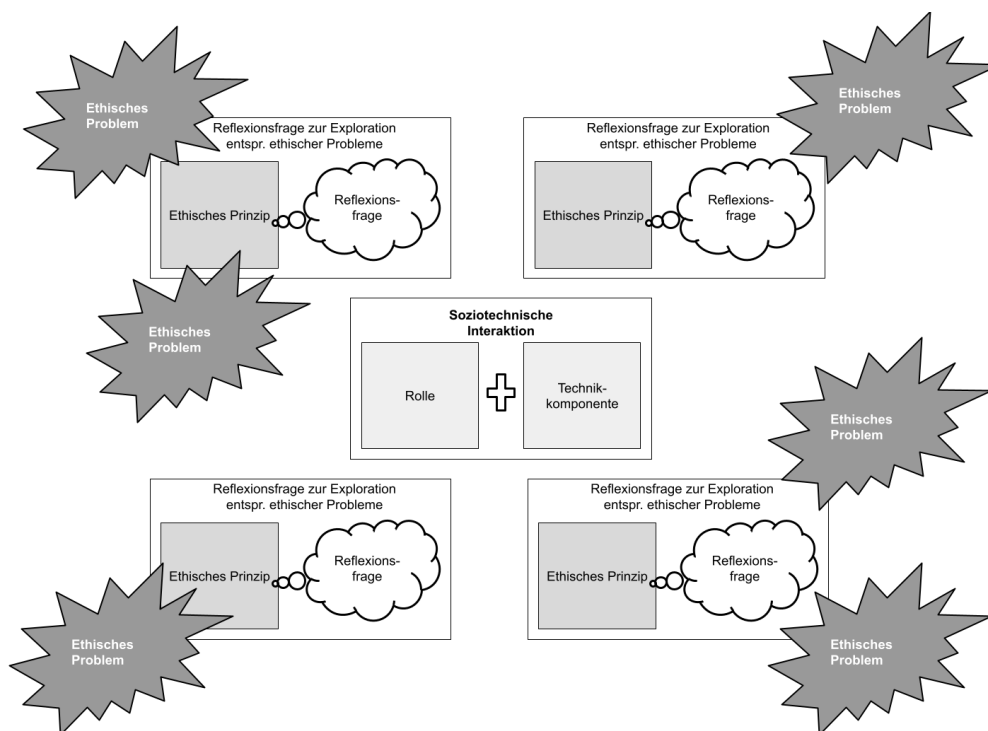 Ethisches
Problem
Reflexionsfrage zur Exploration
entspr. ethischer Probleme
Ethisches Prinzip
Reflexions-
frage
Ethisches
Problem
Reflexionsfrage zur Exploration
entspr. ethischer Probleme
Ethisches Prinzip
Reflexions-
frage
Ethisches
Problem
Soziotechnische
Interaktion
Rolle
Technik-
komponente
Ethisches
Problem
Reflexionsfrage zur Exploration
entspr. ethischer Probleme
Ethisches Prinzip
Reflexions-
frage
Ethisches
Problem
Reflexionsfrage zur Exploration
entspr. ethischer Probleme
Ethisches Prinzip
Reflexions-
frage
Ethisches
Problem